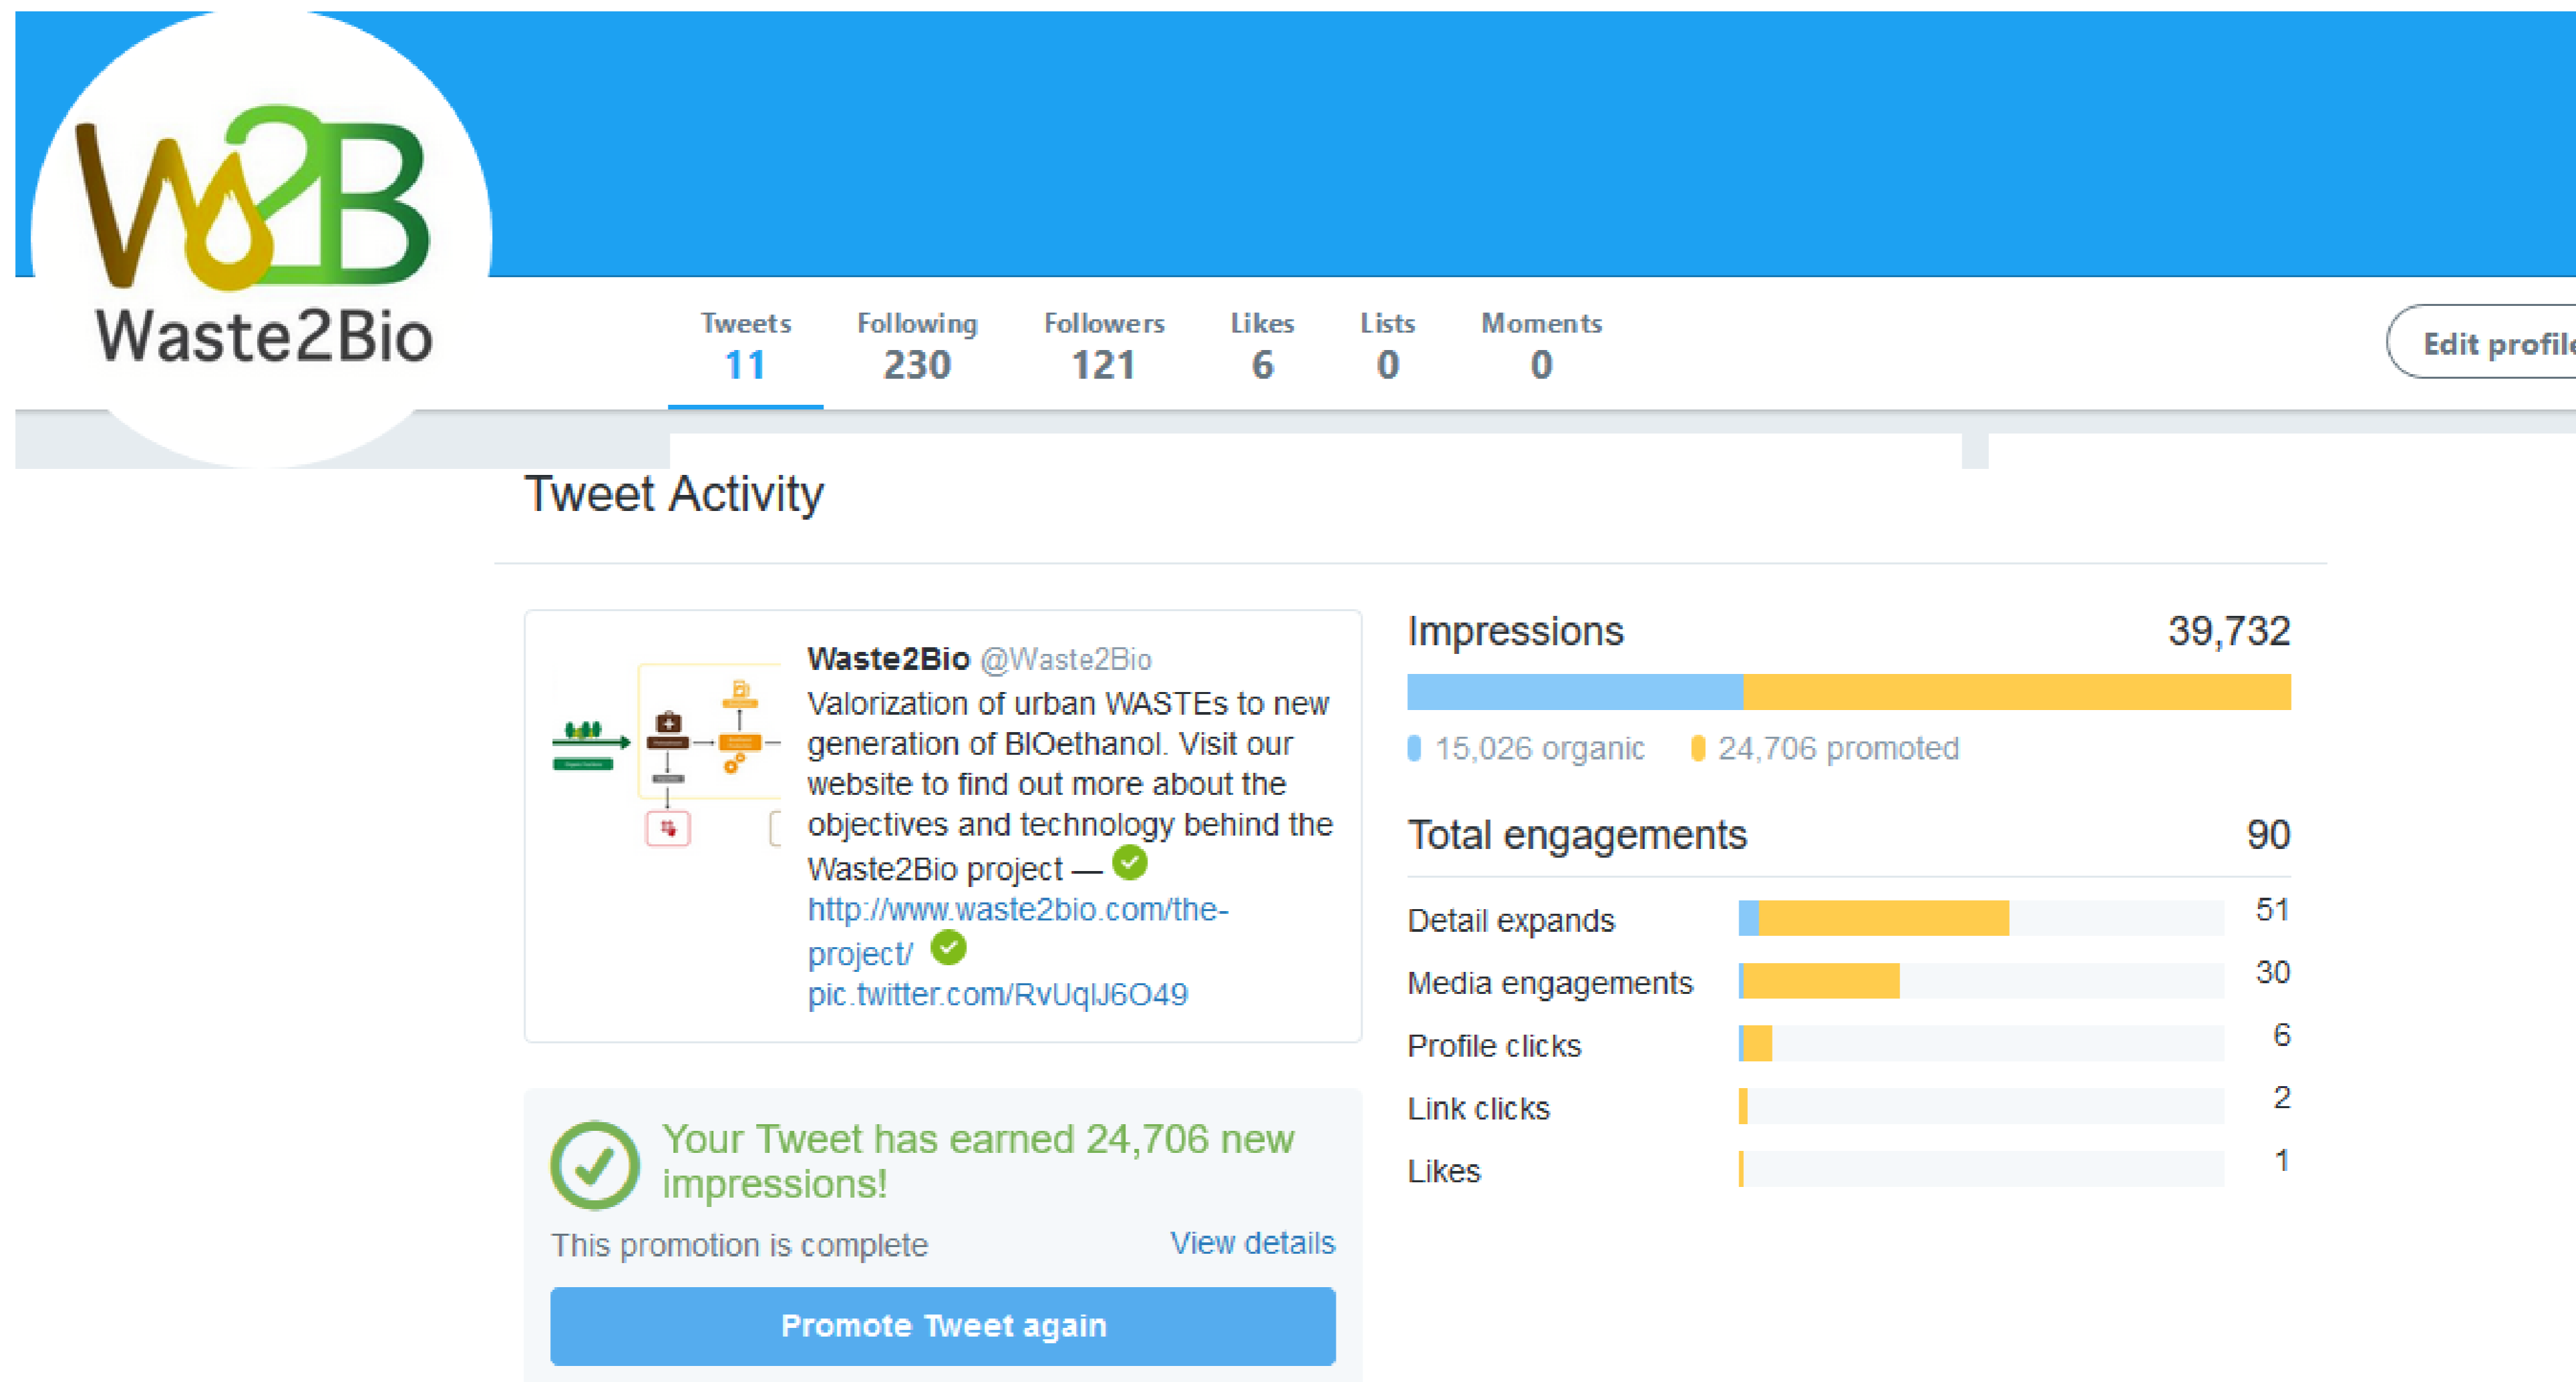 W2B
Waste2Bio
Tweets Following Followers Likes Lists Moments
11 230 121 6 0 0
Edit profile
Tweet Activity
Waste2Bio @Waste2Bio
Valorization of urban WASTEs to new
generation of BIOethanol. Visit our
website to find out more about the
objectives and technology behind the
Waste2Bio project —
http://www.waste2bio.com/the-
project/
pic.twitter.com/RvUqIJ6O49
Your Tweet has earned 24,706 new
impressions!
This promotion is complete View details
Promote Tweet again
Impressions 39,732
15,026 organic 24,706 promoted
Total engagements 90
Detail expands 51
Media engagements 30
Profile clicks 6
Link clicks 2
Likes 1